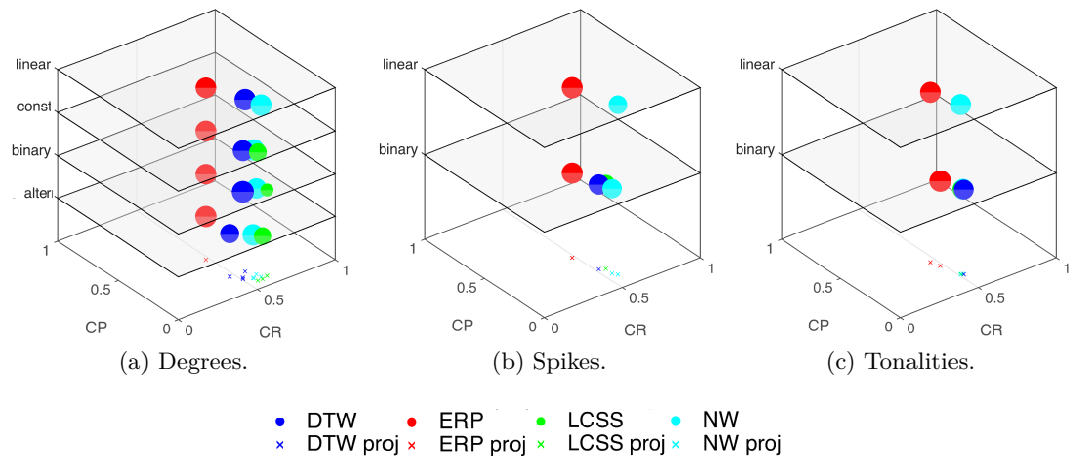 linear
const
binary
altern
1
0.5
0
CP
0
0.5
1
CR
linear
binary
1
0.5
0
CP
0
0.5
1
CR
linear
binary
1
0.5
0
CP
0
0.5
1
CR
(a) Degrees.
(b) Spikes.
(c) Tonalities.
DTW ERP LCSS NW
DTW proj ERP proj LCSS proj NW proj